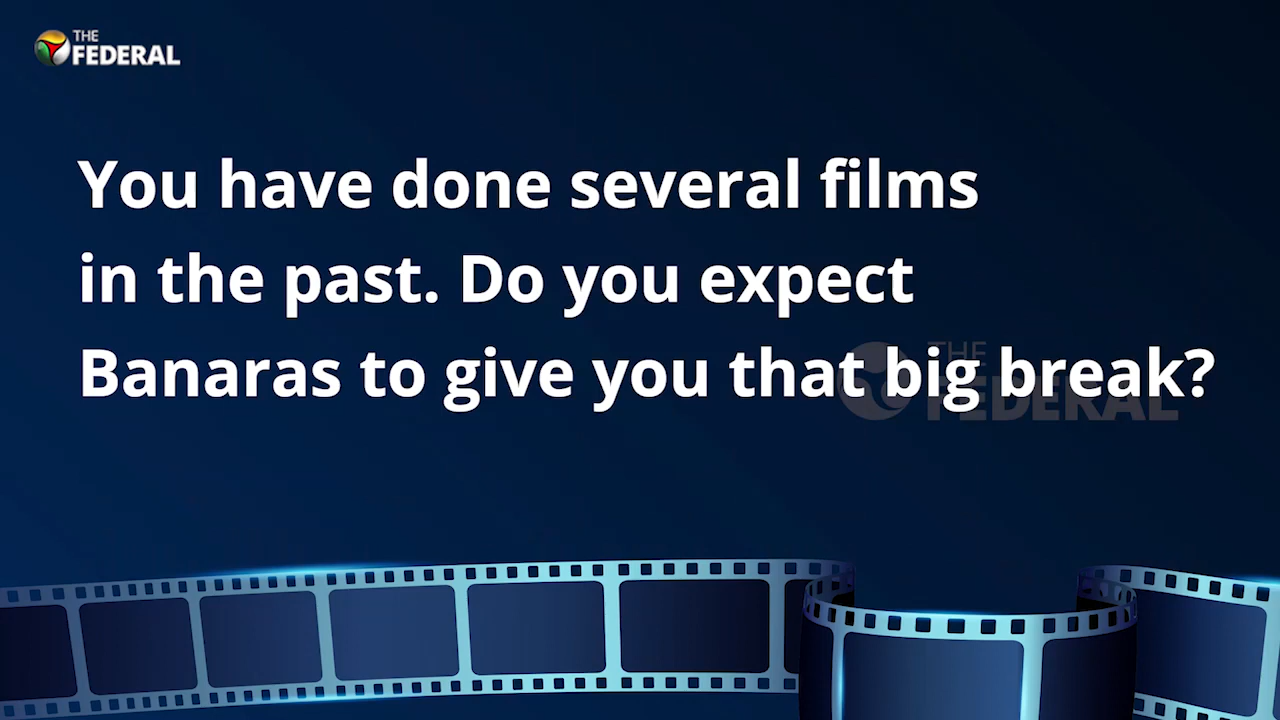 THE
FEDERAL
You have done several films
in the past. Do you expect
Banaras to give you that big break?
THE
FEDERAL